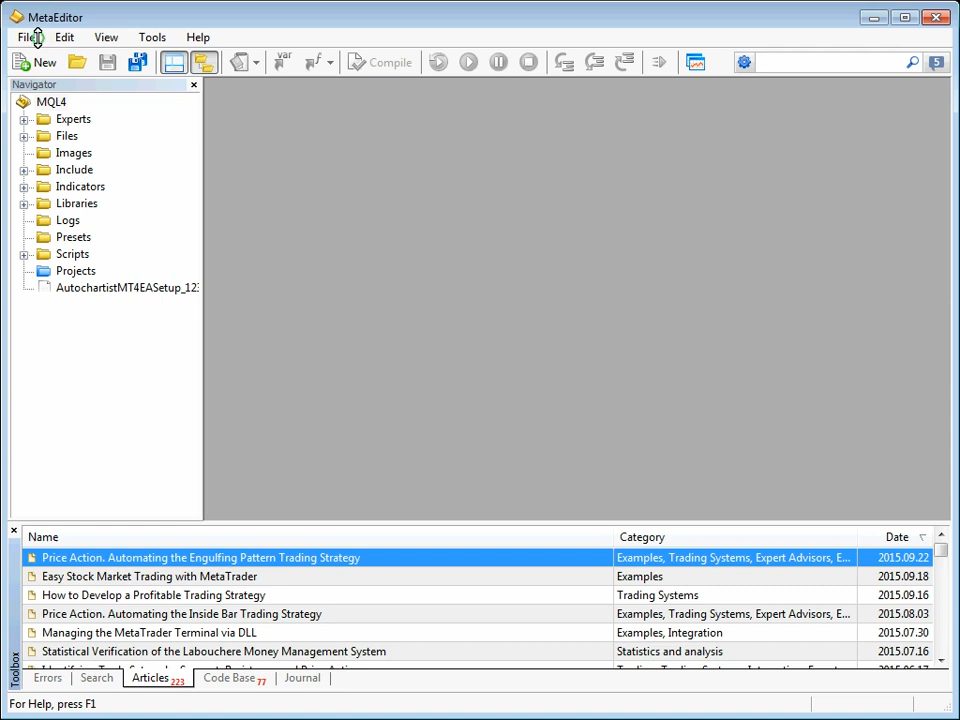 MetaEditor
File Edit View Tools Help
New var f Compile 5
Navigator
MQL4
Experts
Files
Images
Include
Indicators
Libraries
Logs
Presets
Scripts
Projects
AutochartistMT4EASetup_123
Name Category Date
Price Action. Automating the Engulfing Pattern Trading Strategy Examples, Trading Systems, Expert Advisors, E... 2015.09.22
Easy Stock Market Trading with MetaTrader Examples 2015.09.18
How to Develop a Profitable Trading Strategy Trading Systems 2015.09.16
Price Action. Automating the Inside Bar Trading Strategy Examples, Trading Systems, Expert Advisors, E... 2015.08.03
Managing the MetaTrader Terminal via DLL Examples, Integration 2015.07.30
Statistical Verification of the Labouchere Money Management System Statistics and analysis 2015.07.16
Toolbox
Errors Search Articles 223 Code Base 77 Journal
For Help, press F1